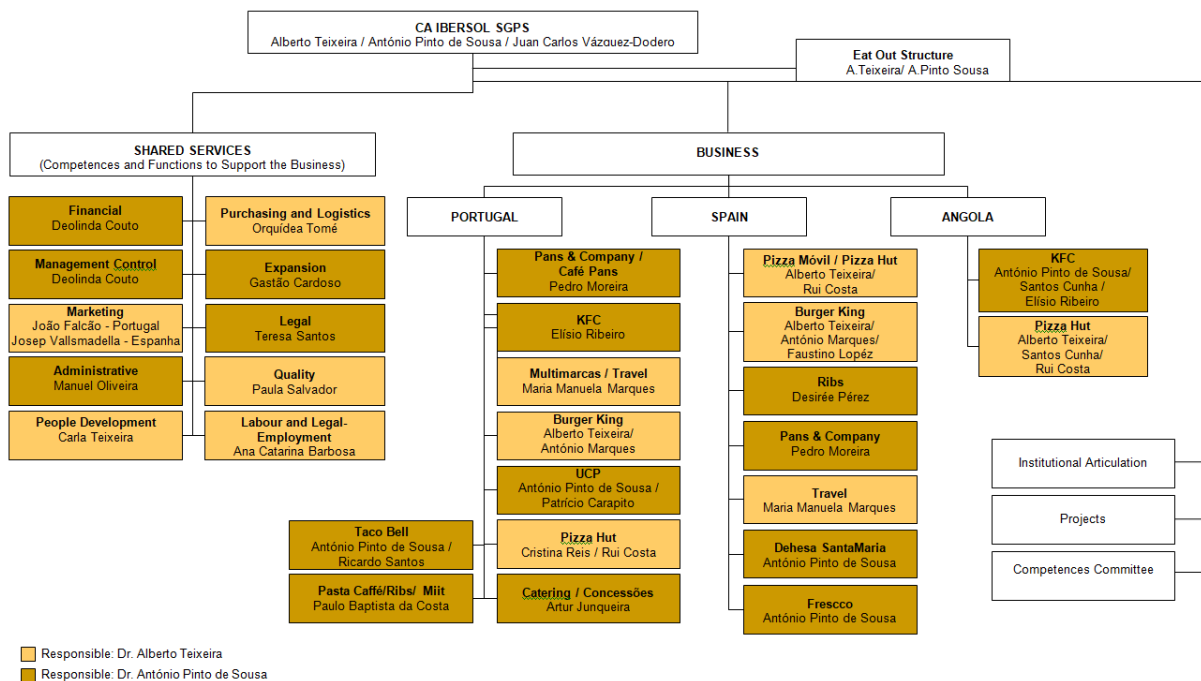 CA IBERSOL SGPS
Alberto Teixeira / António Pinto de Sousa / Juan Carlos Vázquez-Dodero
Eat Out Structure
A.Teixeira/ A.Pinto Sousa
SHARED SERVICES
(Competences and Functions to Support the Business)
BUSINESS
Financial
Deolinda Couto
Purchasing and Logistics
Orquídea Tomé
Management Control
Deolinda Couto
Expansion
Gastão Cardoso
Marketing
João Falcão - Portugal
Josep Vallsmadella - Espanha
Legal
Teresa Santos
Administrative
Manuel Oliveira
Quality
Paula Salvador
People Development
Carla Teixeira
Labour and Legal-
Employment
Ana Catarina Barbosa
PORTUGAL
Pans & Company /
Café Pans
Pedro Moreira
KFC
Elísio Ribeiro
Multimarcas / Travel
Maria Manuela Marques
Burger King
Alberto Teixeira/
António Marques
UCP
António Pinto de Sousa /
Patrício Carapito
Taco Bell
António Pinto de Sousa /
Ricardo Santos
Pizza Hut
Cristina Reis / Rui Costa
Pasta Caffé/Ribs/ Miit
Paulo Baptista da Costa
Catering / Concessões
Artur Junqueira
SPAIN
Pizza Móvil / Pizza Hut
Alberto Teixeira/
Rui Costa
Burger King
Alberto Teixeira/
António Marques/
Faustino Lopéz
Ribs
Desirée Pérez
Pans & Company
Pedro Moreira
Travel
Maria Manuela Marques
Dehesa SantaMaria
António Pinto de Sousa
Frescco
António Pinto de Sousa
ANGOLA
KFC
António Pinto de Sousa/
Santos Cunha /
Elísio Ribeiro
Pizza Hut
Alberto Teixeira/
Santos Cunha/
Rui Costa
Institutional Articulation
Projects
Competences Committee
Responsible: Dr. Alberto Teixeira
Responsible: Dr. António Pinto de Sousa